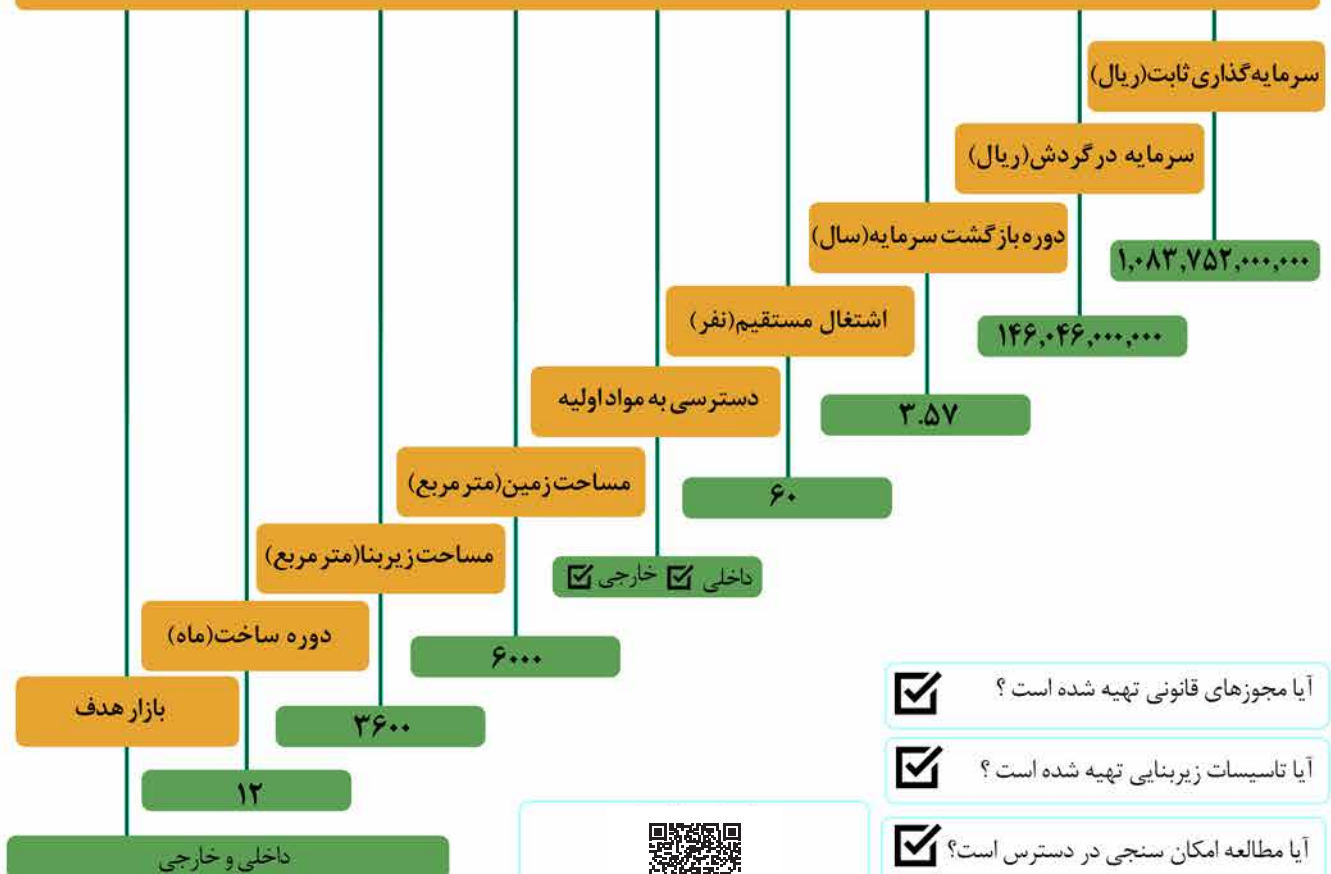 سرمایه‌گذاری ثابت(ریال)
۱,۰۸۳,۷۵۲,۰۰۰,۰۰۰
سرمایه در گردش(ریال)
۱۴۶,۰۴۶,۰۰۰,۰۰۰
دوره بازگشت سرمایه(سال)
۳.۵۷
اشتغال مستقیم(نفر)
۶۰
دسترسی به مواد اولیه
داخلی ☑ خارجی ☑
مساحت زمین(متر مربع)
۶۰۰۰
مساحت زیربنا(متر مربع)
۳۶۰۰
دوره ساخت(ماه)
۱۲
بازار هدف
داخلی و خارجی
آیا مجوزهای قانونی تهیه شده است ؟ ☑
آیا تاسیسات زیربنایی تهیه شده است ؟ ☑
آیا مطالعه امکان سنجی در دسترس است؟ ☑